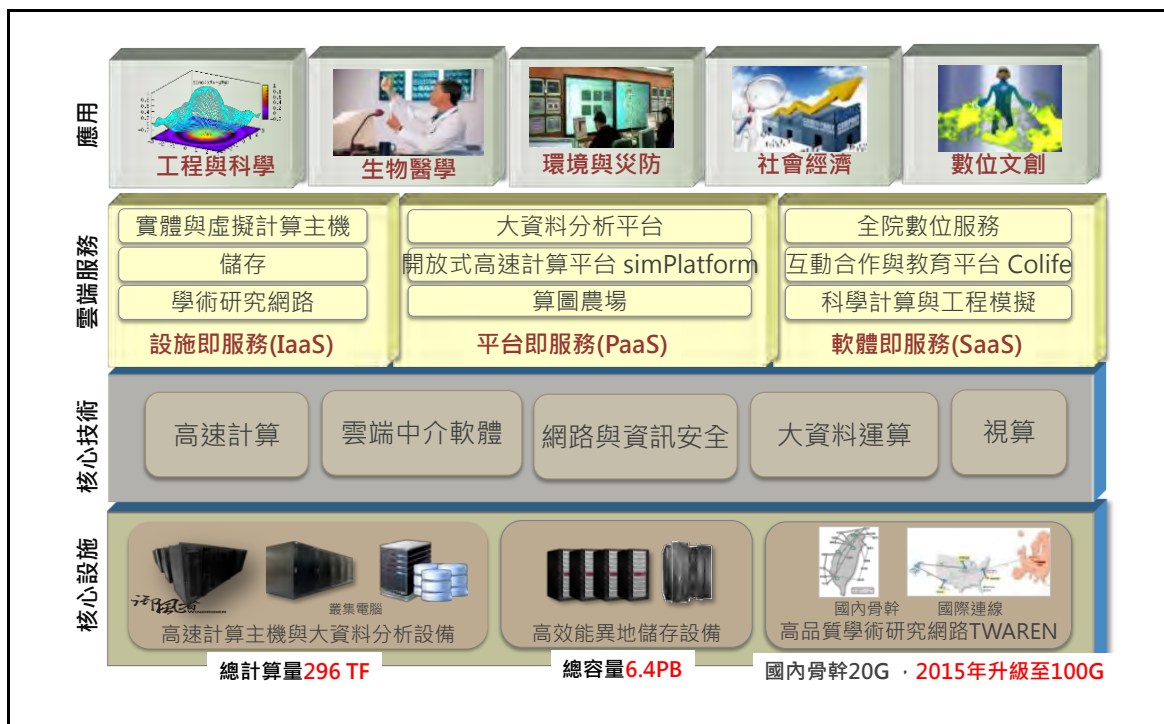 應用
工程與科學
生物醫學
環境與災防
社會經濟
數位文創
雲端服務
實體與虛擬計算主機
儲存
學術研究網路
設施即服務(IaaS)
大資料分析平台
開放式高速計算平台 simPlatform
算圖農場
平台即服務(PaaS)
全院數位服務
互動合作與教育平台 Colife
科學計算與工程模擬
軟體即服務(SaaS)
核心技術
高速計算
雲端中介軟體
網路與資訊安全
大資料運算
視算
核心設施
叢集電腦
高速計算主機與大資料分析設備
高效能異地儲存設備
國內骨幹
國際連線
高品質學術研究網路TWAREN
總計算量296 TF
總容量6.4PB
國內骨幹20G ,2015年升級至100G